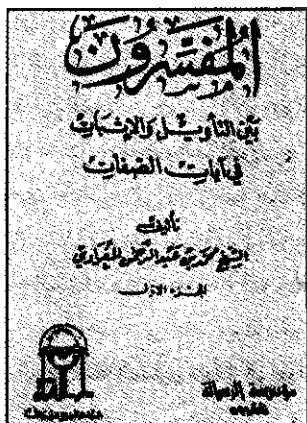 المفسرون
بين التأويل والإثبات
في آيات الصفات
تأليف
الشيخ محمد بن عبد الرحمن المغراوي
الجزء الأول
مؤسسة الرسالة